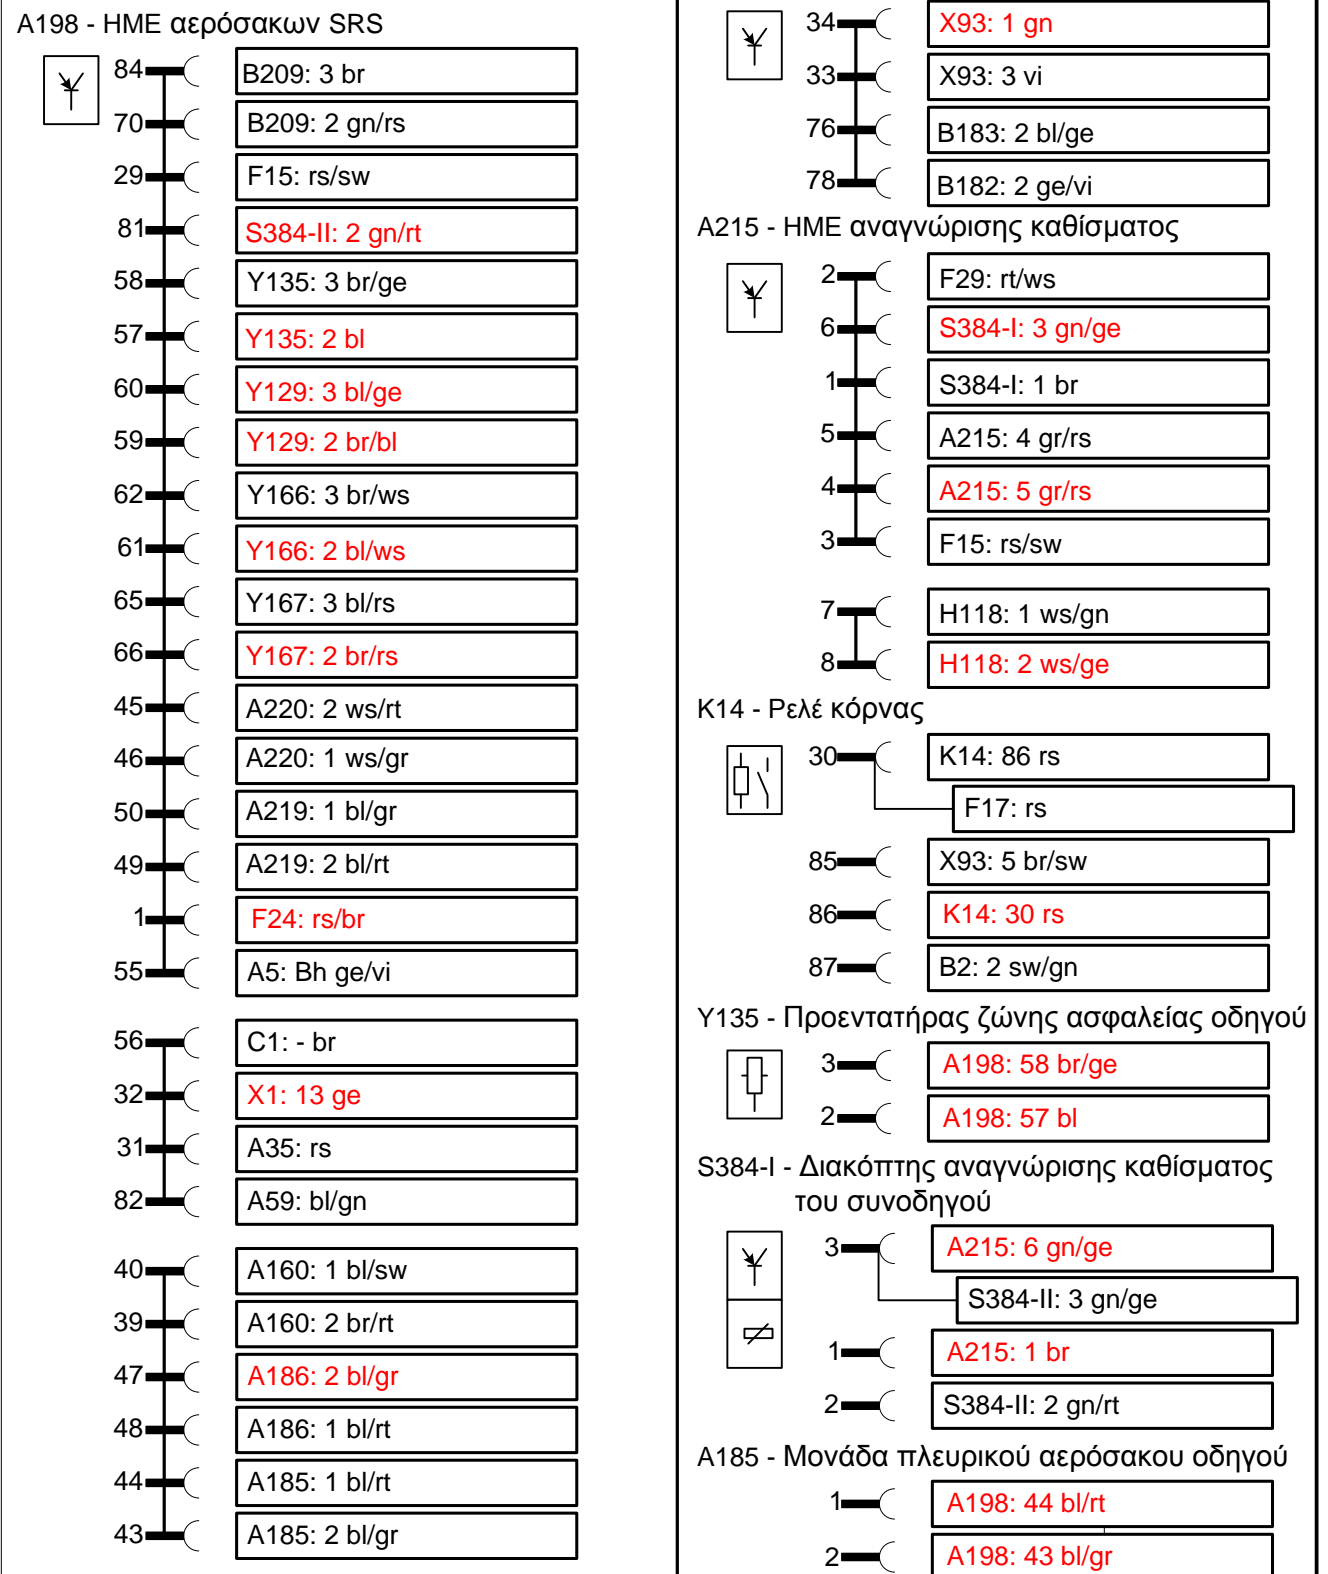 A198 - ΗΜΕ αερόσακων SRS
84 B209: 3 br
70 B209: 2 gn/rs
29 F15: rs/sw
81 S384-II: 2 gn/rt
58 Y135: 3 br/ge
57 Y135: 2 bl
60 Y129: 3 bl/ge
59 Y129: 2 br/bl
62 Y166: 3 br/ws
61 Y166: 2 bl/ws
65 Y167: 3 bl/rs
66 Y167: 2 br/rs
45 A220: 2 ws/rt
46 A220: 1 ws/gr
50 A219: 1 bl/gr
49 A219: 2 bl/rt
1 F24: rs/br
55 A5: Bh ge/vi
56 C1: - br
32 X1: 13 ge
31 A35: rs
82 A59: bl/gn
40 A160: 1 bl/sw
39 A160: 2 br/rt
47 A186: 2 bl/gr
48 A186: 1 bl/rt
44 A185: 1 bl/rt
43 A185: 2 bl/gr
34 X93: 1 gn
33 X93: 3 vi
76 B183: 2 bl/ge
78 B182: 2 ge/vi
A215 - ΗΜΕ αναγνώρισης καθίσματος
2 F29: rt/ws
6 S384-I: 3 gn/ge
1 S384-I: 1 br
5 A215: 4 gr/rs
4 A215: 5 gr/rs
3 F15: rs/sw
7 H118: 1 ws/gn
8 H118: 2 ws/ge
K14 - Ρελέ κόρνας
30 K14: 86 rs
F17: rs
85 X93: 5 br/sw
86 K14: 30 rs
87 B2: 2 sw/gn
Y135 - Προεντατήρας ζώνης ασφαλείας οδηγού
3 A198: 58 br/ge
2 A198: 57 bl
S384-I - Διακόπτης αναγνώρισης καθίσματος
του συνοδηγού
3 A215: 6 gn/ge
S384-II: 3 gn/ge
1 A215: 1 br
2 S384-II: 2 gn/rt
A185 - Μονάδα πλευρικού αερόσακου οδηγού
1 A198: 44 bl/rt
2 A198: 43 bl/gr